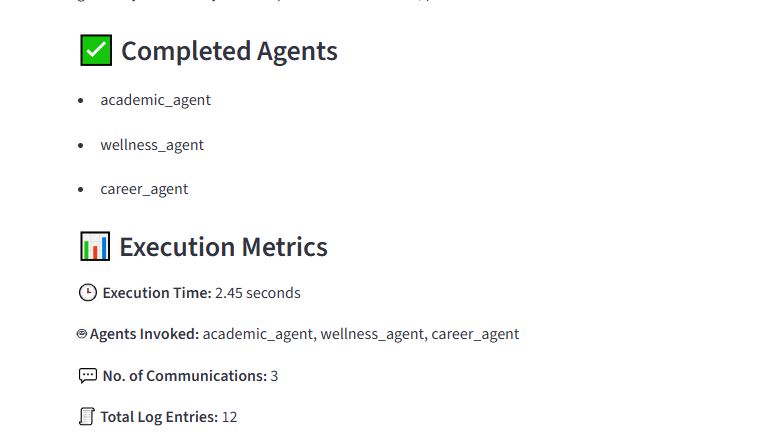 Completed Agents
academic_agent
wellness_agent
career_agent
Execution Metrics
Execution Time: 2.45 seconds
Agents Invoked: academic_agent, wellness_agent, career_agent
No. of Communications: 3
Total Log Entries: 12